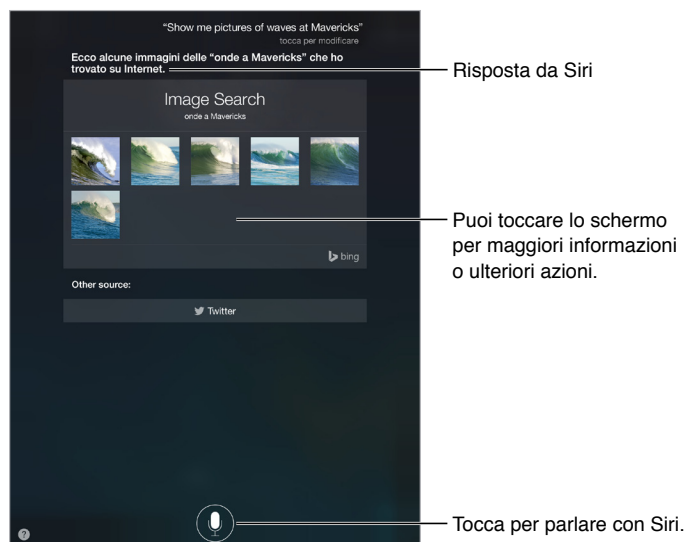 “Show me pictures of waves at Mavericks”
tocca per modificare
Ecco alcune immagini delle “onde a Mavericks” che ho
trovato su Internet.
Risposta da Siri
Image Search
onde a Mavericks
Puoi toccare lo schermo
per maggiori informazioni
o ulteriori azioni.
bing
Other source:
Twitter
Tocca per parlare con Siri.
?